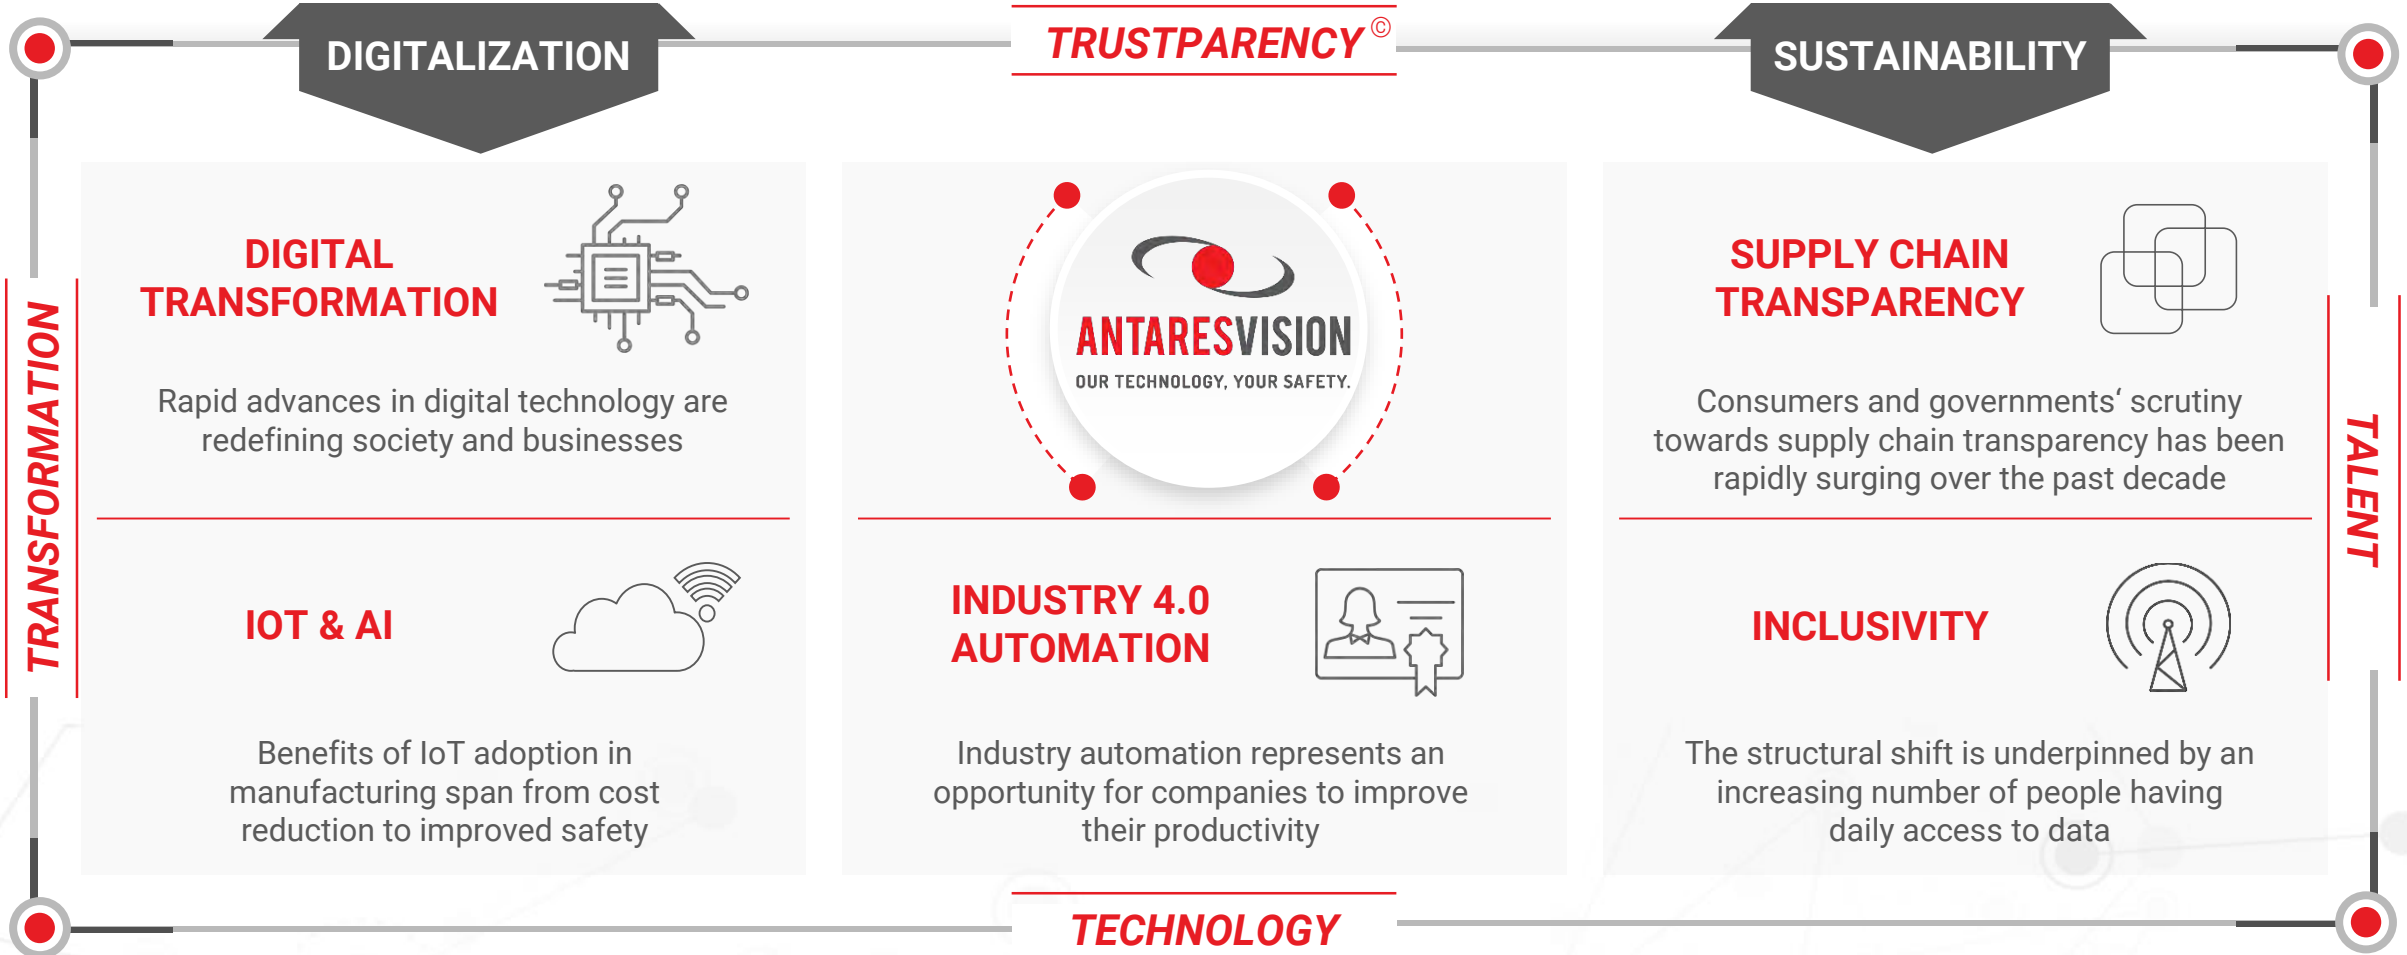 DIGITALIZATION
TRUSTPARENCY©
SUSTAINABILITY
TRANSFORMATION
DIGITAL
TRANSFORMATION
Rapid advances in digital technology are
redefining society and businesses
IOT & AI
Benefits of IoT adoption in
manufacturing span from cost
reduction to improved safety
ANTARESVISION
OUR TECHNOLOGY, YOUR SAFETY.
INDUSTRY 4.0
AUTOMATION
Industry automation represents an
opportunity for companies to improve
their productivity
SUPPLY CHAIN
TRANSPARENCY
Consumers and governments‘ scrutiny
towards supply chain transparency has been
rapidly surging over the past decade
INCLUSIVITY
The structural shift is underpinned by an
increasing number of people having
daily access to data
TALENT
TECHNOLOGY